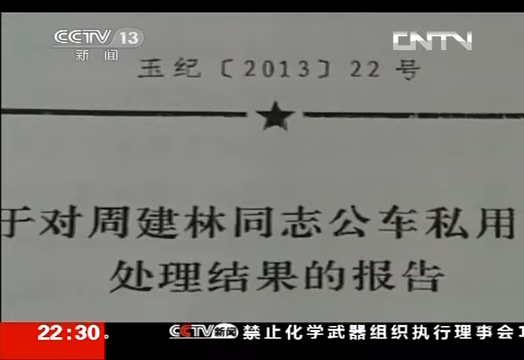 CCTV 13
新闻
CNTV
玉纪〔2013〕22号
于对周建林同志公车私用
处理结果的报告
22:30
。 CCTV新闻 禁止化学武器组织执行理事会